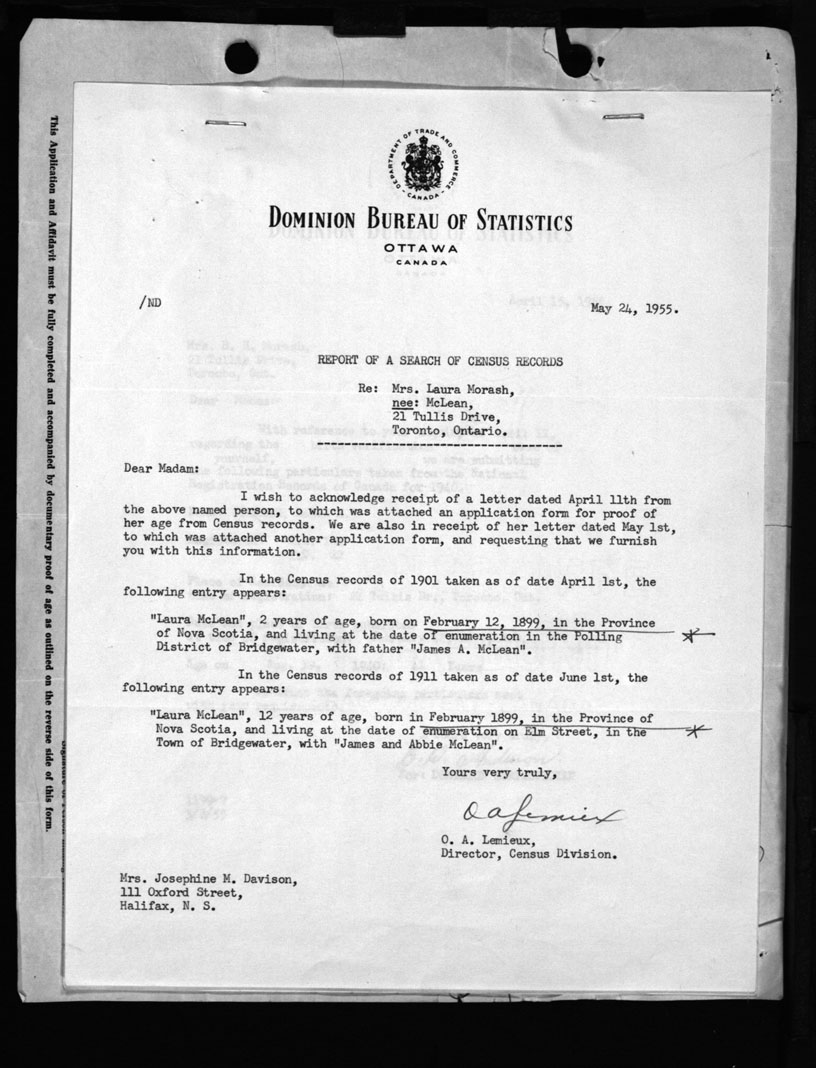 DEPARTMENT OF TRADE AND COMMERCE
- CANADA -
DOMINION BUREAU OF STATISTICS
OTTAWA
CANADA
/ND
May 24, 1955.
REPORT OF A SEARCH OF CENSUS RECORDS
Re: Mrs. Laura Morash,
nee: McLean,
21 Tullis Drive,
Toronto, Ontario.
Dear Madam:
I wish to acknowledge receipt of a letter dated April 11th from
the above named person, to which was attached an application form for proof of
her age from Census records. We are also in receipt of her letter dated May 1st,
to which was attached another application form, and requesting that we furnish
you with this information.
In the Census records of 1901 taken as of date April 1st, the
following entry appears:
"Laura McLean", 2 years of age, born on February 12, 1899, in the Province
of Nova Scotia, and living at the date of enumeration in the Polling
District of Bridgewater, with father "James A. McLean".
In the Census records of 1911 taken as of date June 1st, the
following entry appears:
"Laura McLean", 12 years of age, born in February 1899, in the Province of
Nova Scotia, and living at the date of enumeration on Elm Street, in the
Town of Bridgewater, with "James and Abbie McLean".
Yours very truly,
O A Lemieux
O. A. Lemieux,
Director, Census Division.
Mrs. Josephine M. Davison,
111 Oxford Street,
Halifax, N. S.
This Application and Affidavit must be fully completed and accompanied by documentary proof of age as outlined on the reverse side of this form.